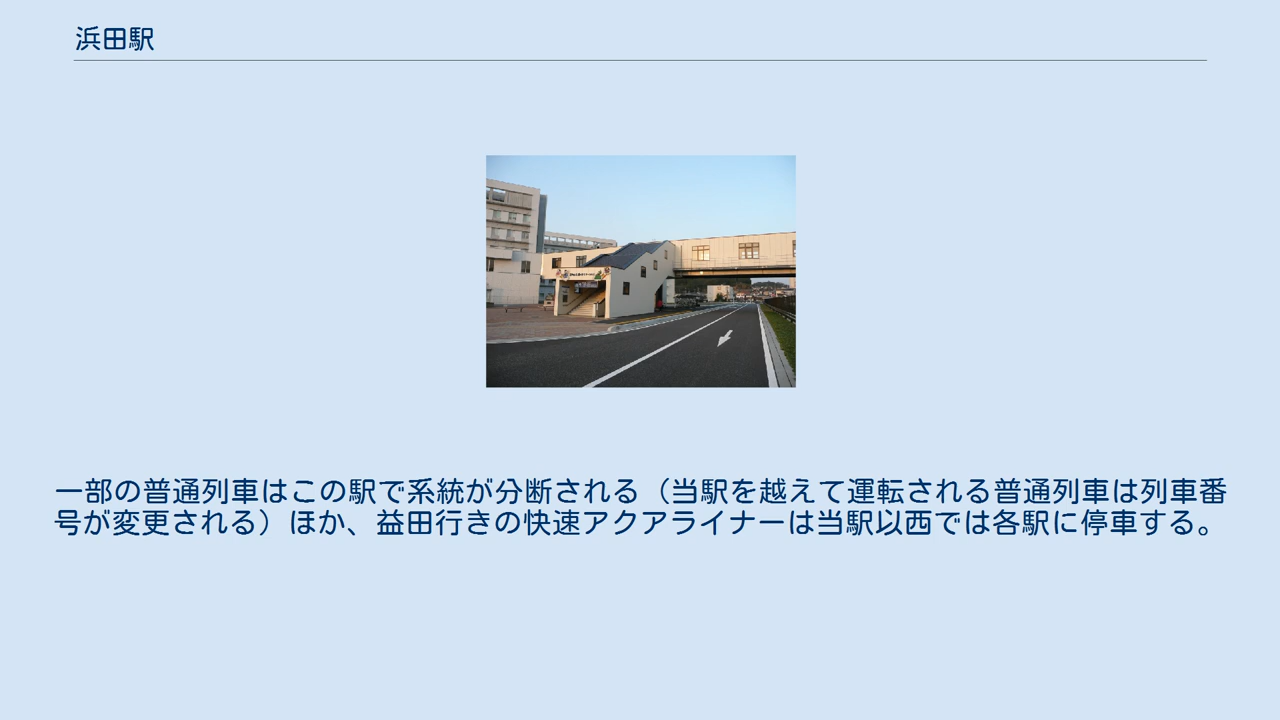 浜田駅
一部の普通列車はこの駅で系統が分断される（当駅を越えて運転される普通列車は列車番
号が変更される）ほか、益田行きの快速アクアライナーは当駅以西では各駅に停車する。